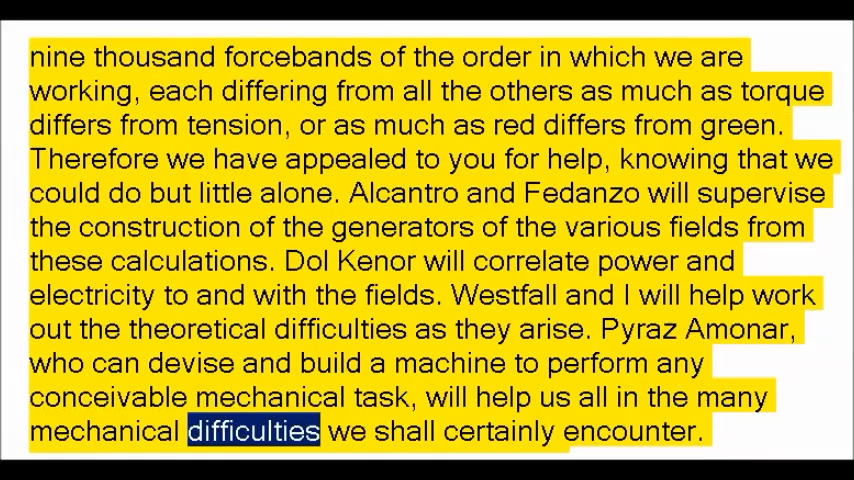 nine thousand forcebands of the order in which we are
working, each differing from all the others as much as torque
differs from tension, or as much as red differs from green.
Therefore we have appealed to you for help, knowing that we
could do but little alone. Alcantro and Fedanzo will supervise
the construction of the generators of the various fields from
these calculations. Dol Kenor will correlate power and
electricity to and with the fields. Westfall and I will help work
out the theoretical difficulties as they arise. Pyraz Amonar,
who can devise and build a machine to perform any
conceivable mechanical task, will help us all in the many
mechanical difficulties we shall certainly encounter.